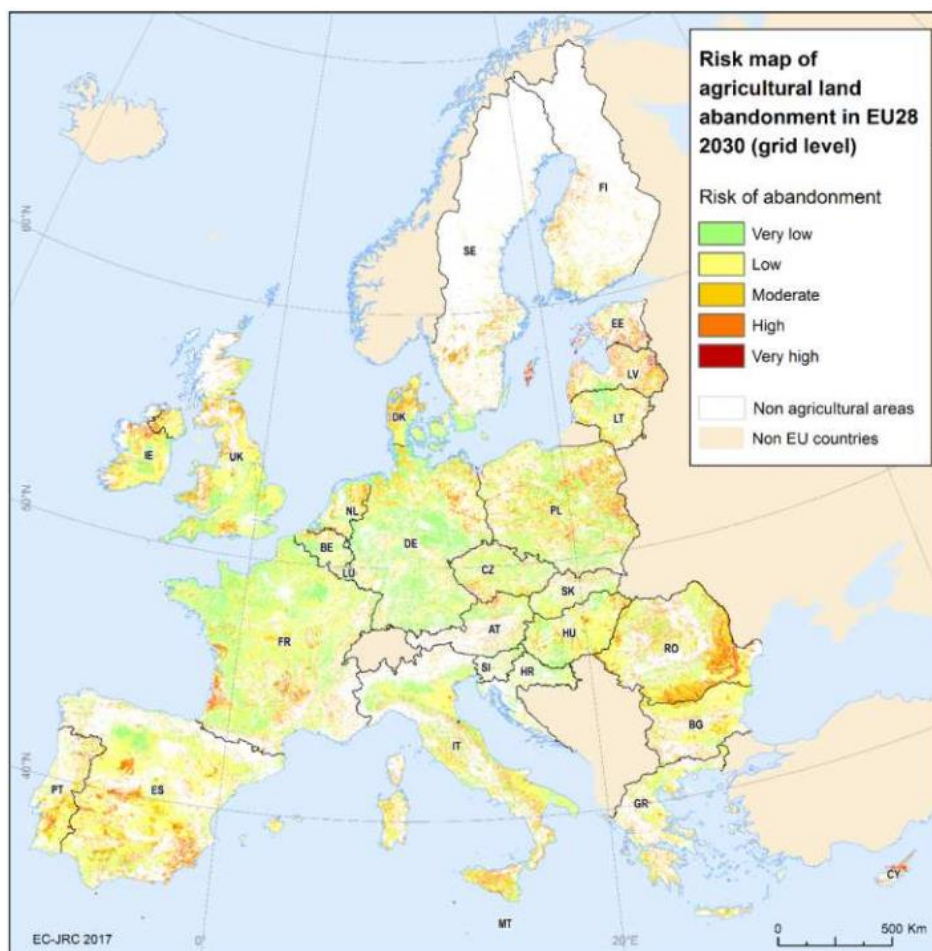 Risk map of
agricultural land
abandonment in EU28
2030 (grid level)
Risk of abandonment
Very low
Low
Moderate
High
Very high
Non agricultural areas
Non EU countries
60°N
FI
SE
EE
LV
LT
DK
IE
UK
50°N
NL
PL
BE
DE
LU
CZ
SK
AT
HU
FR
RO
SI
HR
BG
IT
40°N
PT
ES
GR
CY
MT
EC-JRC 2017
0°
20°E
0
500 Km